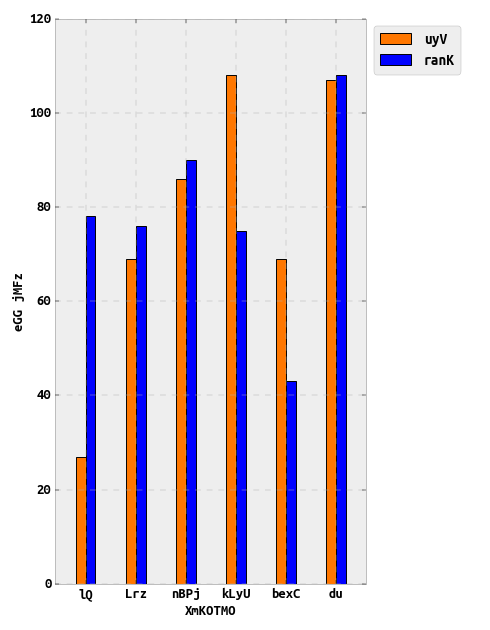 120
100
80
60
40
20
0
eGG jMFz
lQ Lrz nBPj kLyU bexC du
XmKOTMO
uyV
ranK